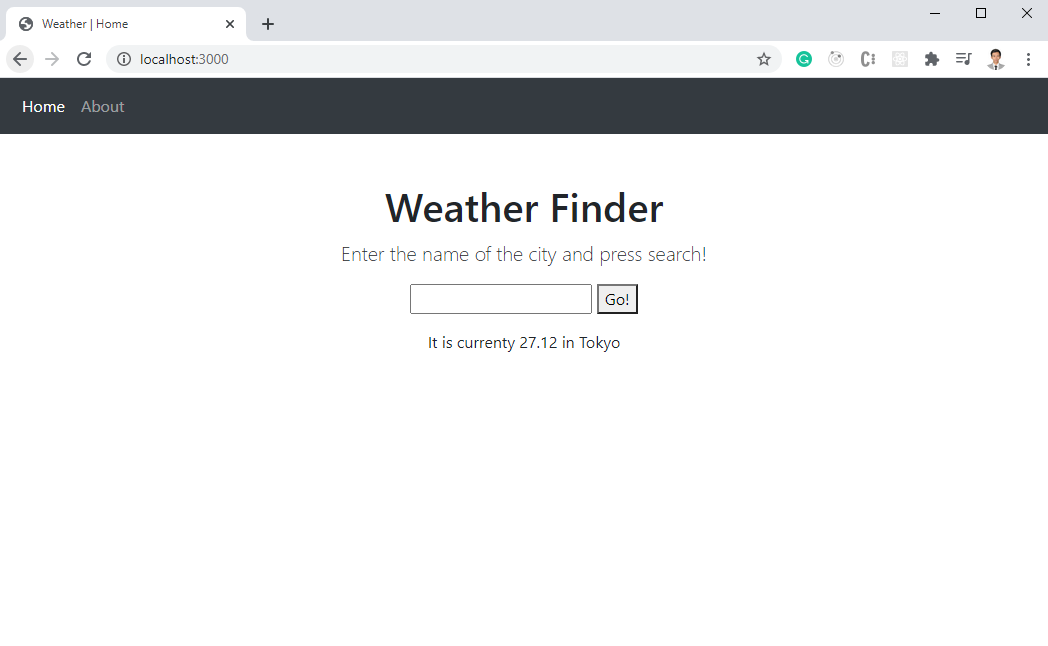 Weather | Home
localhost:3000
Home About
Weather Finder
Enter the name of the city and press search!
Go!
It is currenty 27.12 in Tokyo